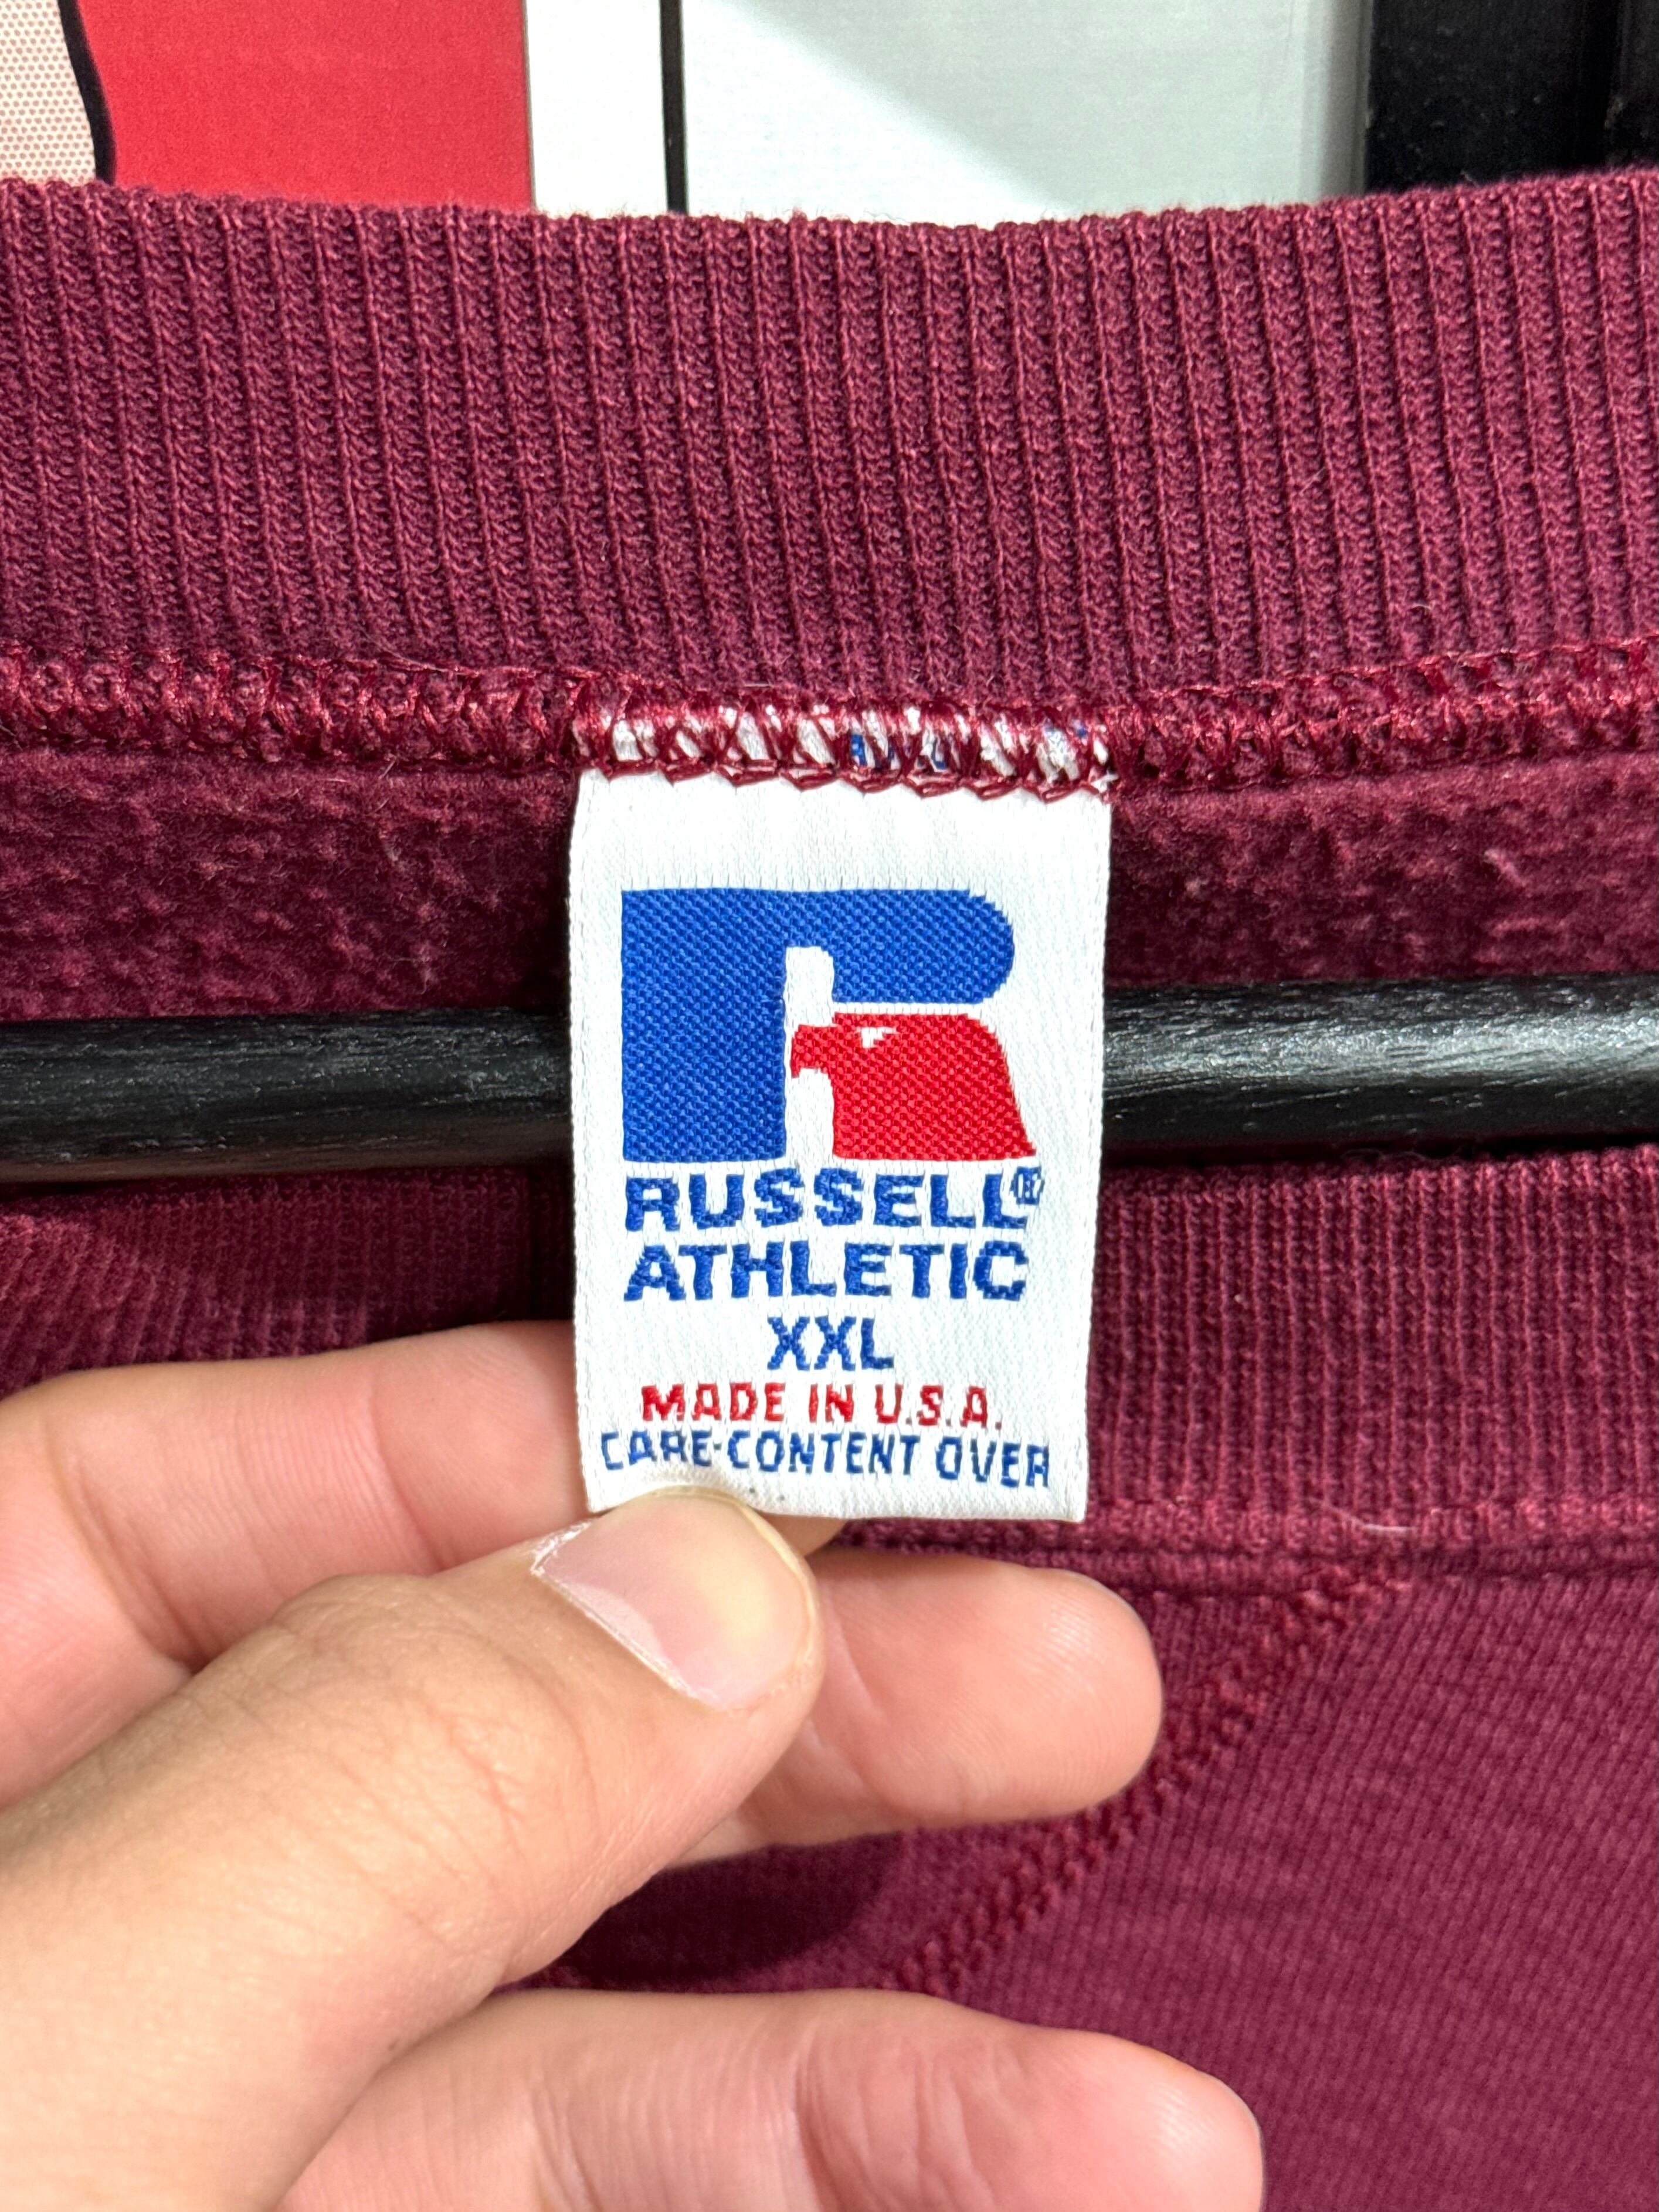 RUSSELL®
ATHLETIC
XXL
MADE IN U.S.A.
CARE-CONTENT OVER